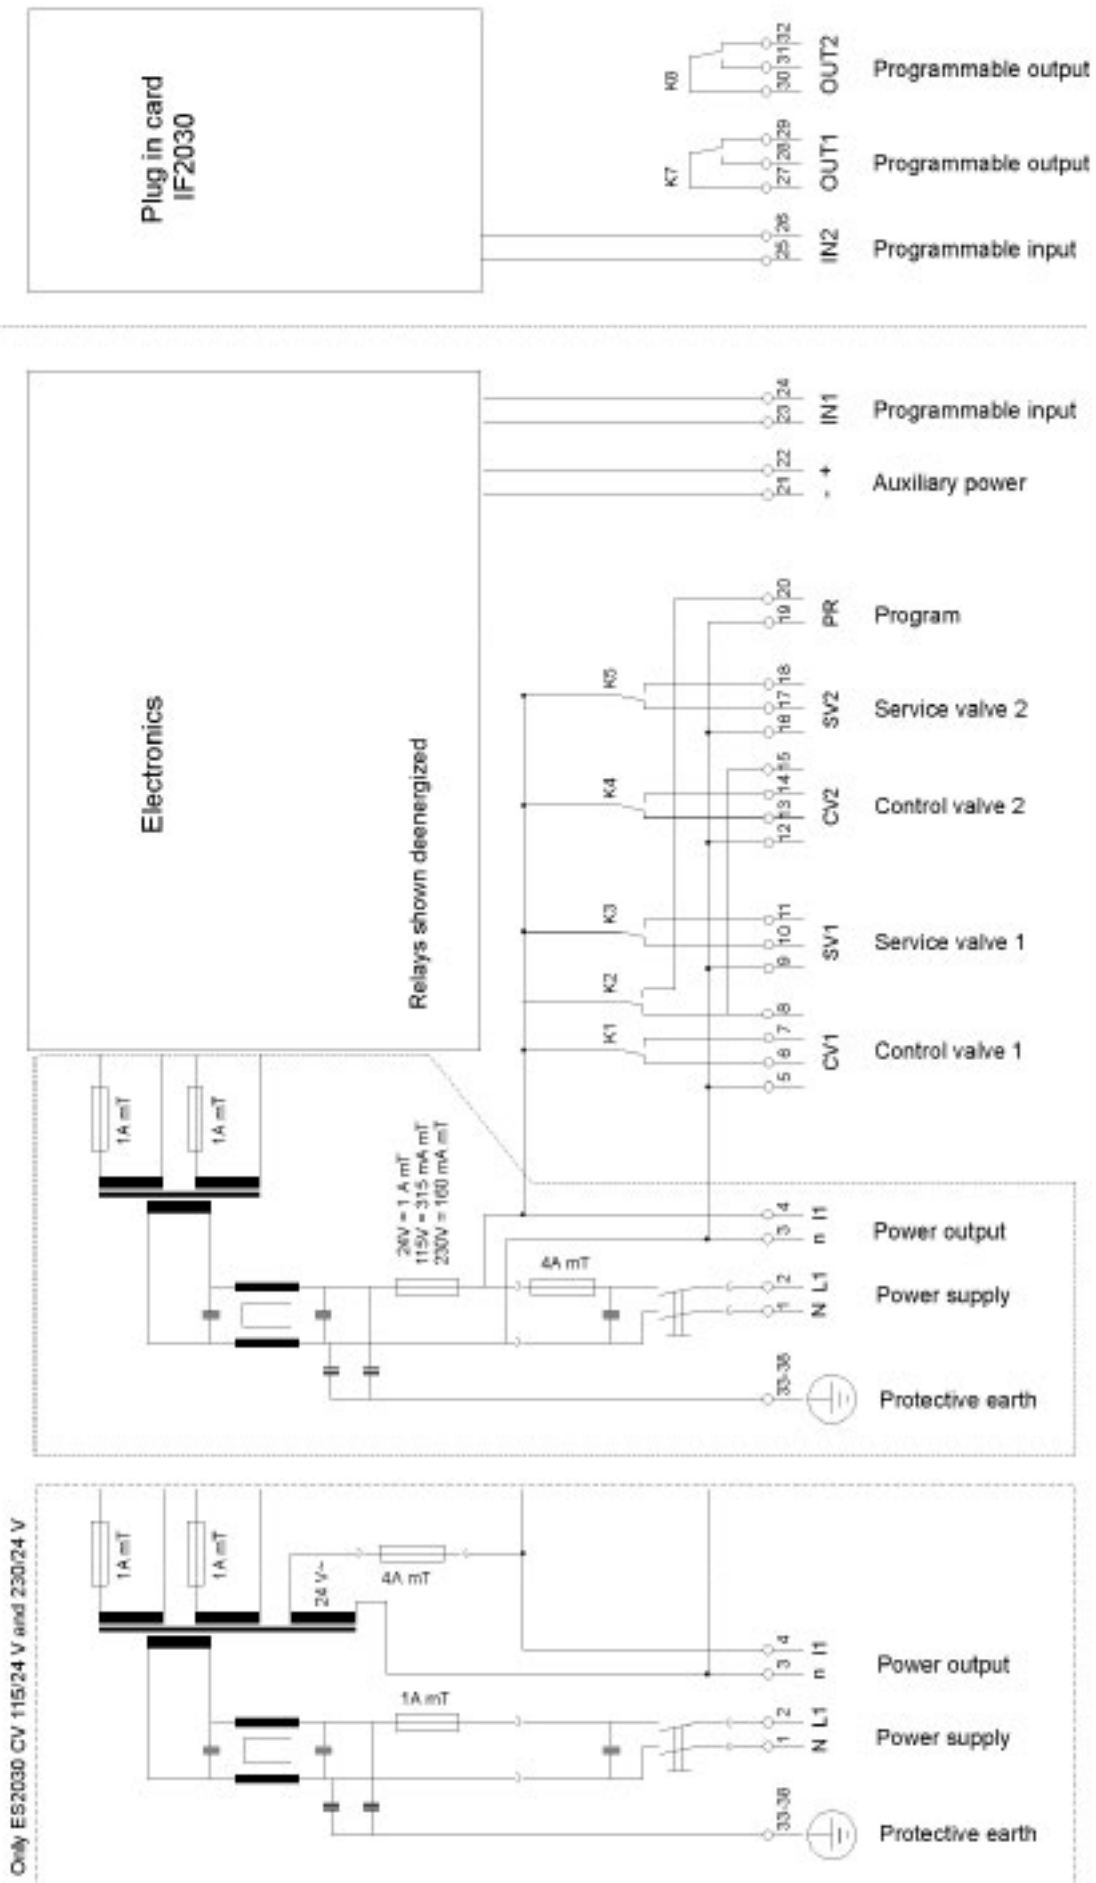 Plug in card
IF2030
K8
30 31 32
OUT2
Programmable output
K7
27 28 29
OUT1
Programmable output
25 26
IN2
Programmable input
Electronics
Relays shown deenergized
23 24
IN1
Programmable input
21 22
- +
Auxiliary power
19 20
PR
Program
K5
16 17 18
SV2
Service valve 2
K4
12 13 14 15
CV2
Control valve 2
K3
9 10 11
SV1
Service valve 1
K2
K1
5 6 7 8
CV1
Control valve 1
1A mT
1A mT
24V = 1 A mT
115V = 315 mA mT
230V = 160 mA mT
3 4
n l1
Power output
4A mT
1 2
N L1
Power supply
33-38
Protective earth
Only ES2030 CV 115/24 V and 230/24 V
1A mT
1A mT
24 V~
4A mT
3 4
n l1
Power output
1A mT
1 2
N L1
Power supply
33-38
Protective earth